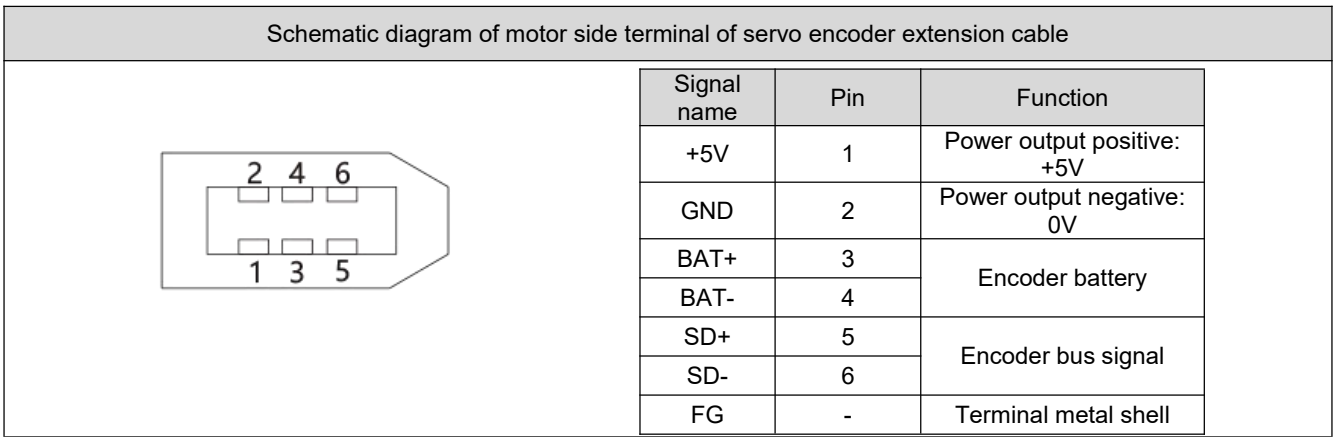 Schematic diagram of motor side terminal of servo encoder extension cable
2 4 6
1 3 5
Signal name Pin Function
+5V 1 Power output positive: +5V
GND 2 Power output negative: 0V
BAT+ 3 Encoder battery
BAT- 4
SD+ 5 Encoder bus signal
SD- 6
FG - Terminal metal shell